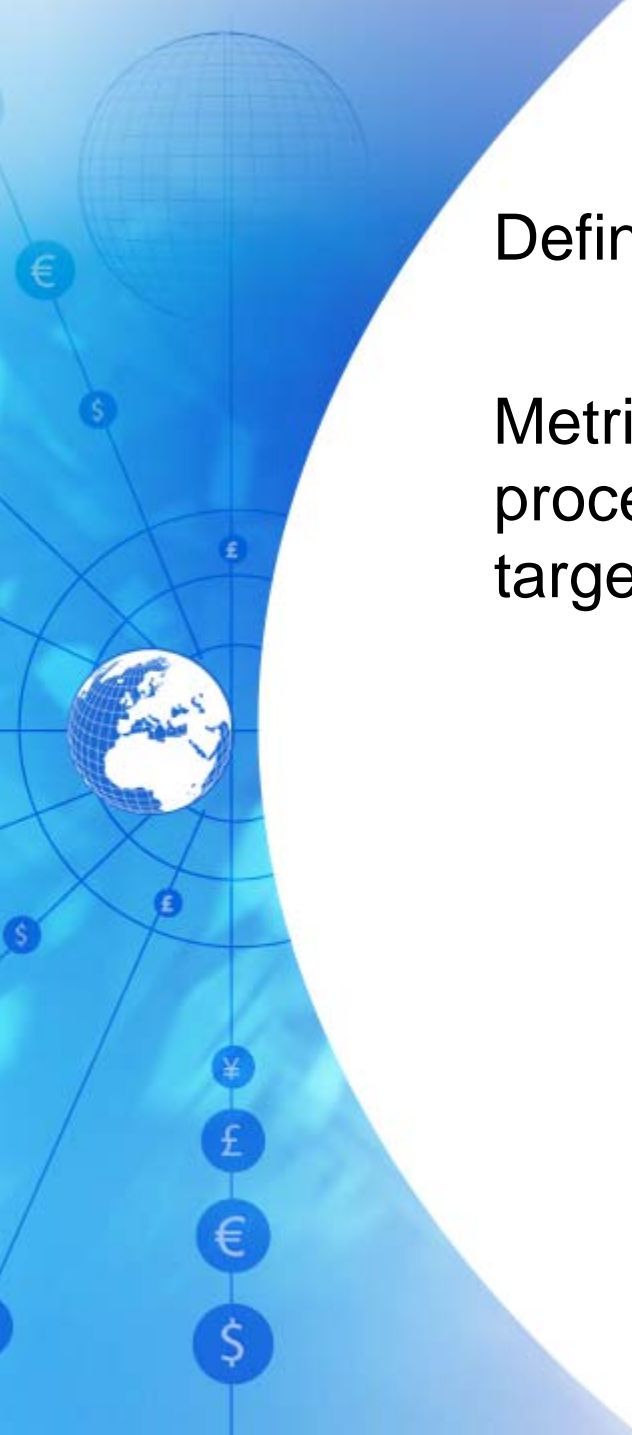 €
Defin
$
Metri
proce
£
targe
£
$
¥
£
€
$